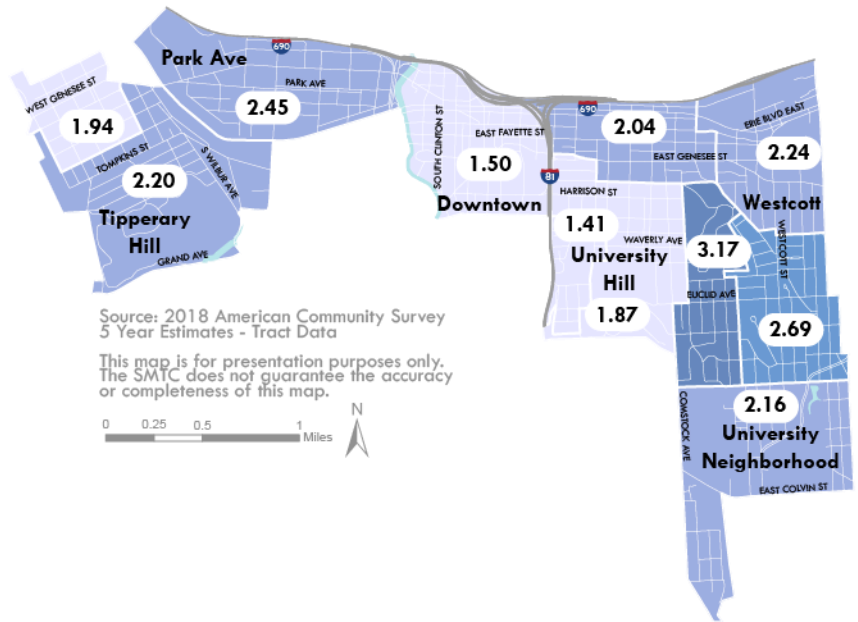 690
Park Ave
PARK AVE
2.45
WEST GENESEE ST
1.94
TOMPKINS ST
S WILBUR AVE
2.20
Tipperary
Hill
GRAND AVE
SOUTH CLINTON ST
EAST FAYETTE ST
1.50
Downtown
81
690
2.04
EAST GENESEE ST
ERIE BLVD EAST
2.24
Westcott
HARRISON ST
1.41
WAVERLY AVE
University
Hill
1.87
3.17
WESTCOTT ST
EUCLID AVE
2.69
COMSTOCK AVE
2.16
University
Neighborhood
EAST COLVIN ST
Source: 2018 American Community Survey
5 Year Estimates - Tract Data
This map is for presentation purposes only.
The SMTC does not guarantee the accuracy
or completeness of this map.
0 0.25 0.5 1
Miles
N